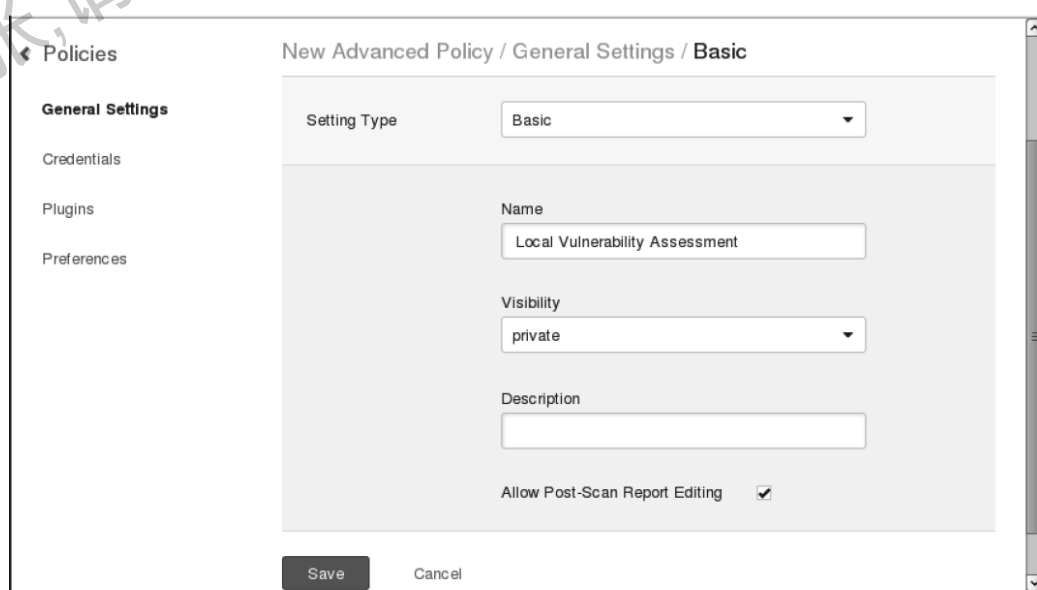 Policies
New Advanced Policy / General Settings / Basic
General Settings
Credentials
Plugins
Preferences
Setting Type
Basic
Name
Local Vulnerability Assessment
Visibility
private
Description
Allow Post-Scan Report Editing
Save
Cancel